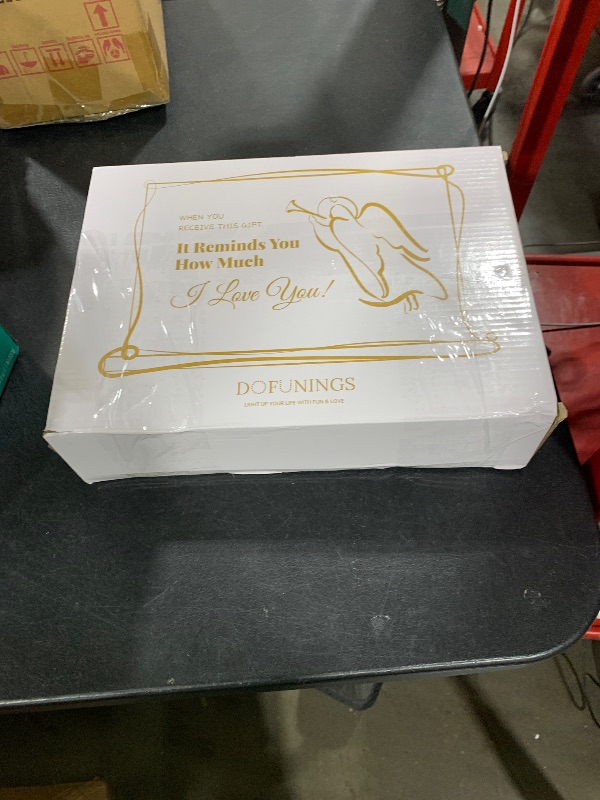 WHEN YOU
RECEIVE THIS GIFT
It Reminds You
How Much
I Love You!
DOFUNINGS
LIGHT UP YOUR LIFE WITH FUN & LOVE